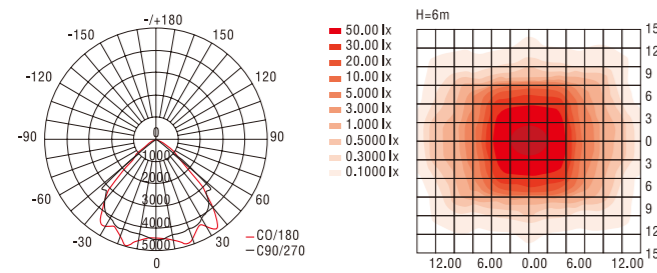 -/+180
-150 150
-120 120
-90 90
-60 60
-30 30
0
0
1000
2000
3000
4000
5000
CO/180
C90/270
50.00 lx
30.00 lx
20.00 lx
10.00 lx
5.000 lx
3.000 lx
1.000 lx
0.5000 lx
0.3000 lx
0.1000 lx
H=6m
15
12
9
6
3
0
3
6
9
12
15
12.00 6.00 0.00 6.00 12.00